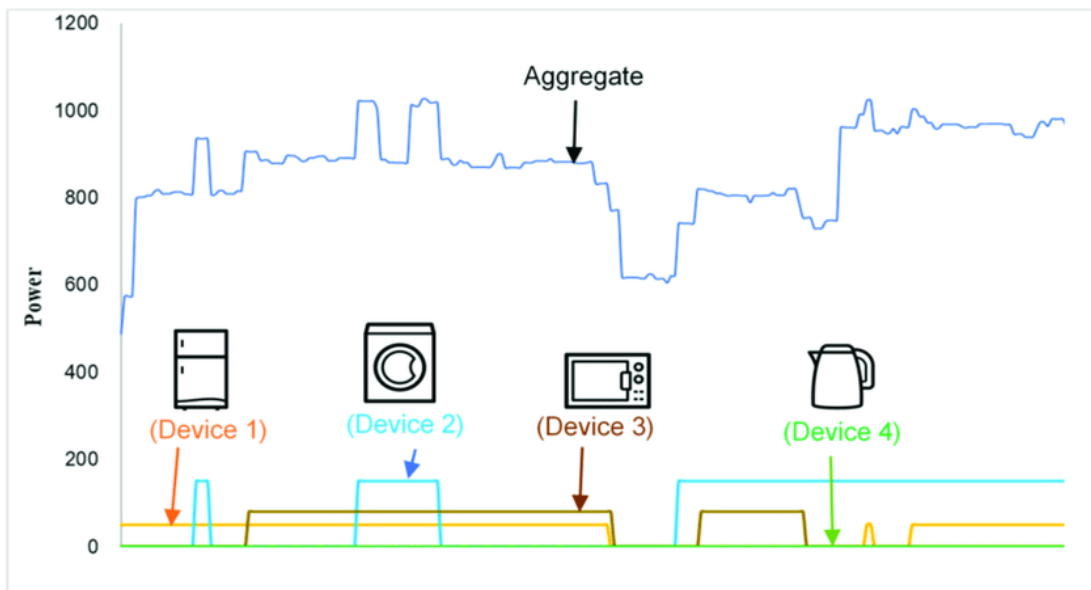 1200
Aggregate
1000
800
600
Power
400
(Device 1)
(Device 2)
(Device 3)
(Device 4)
200
0